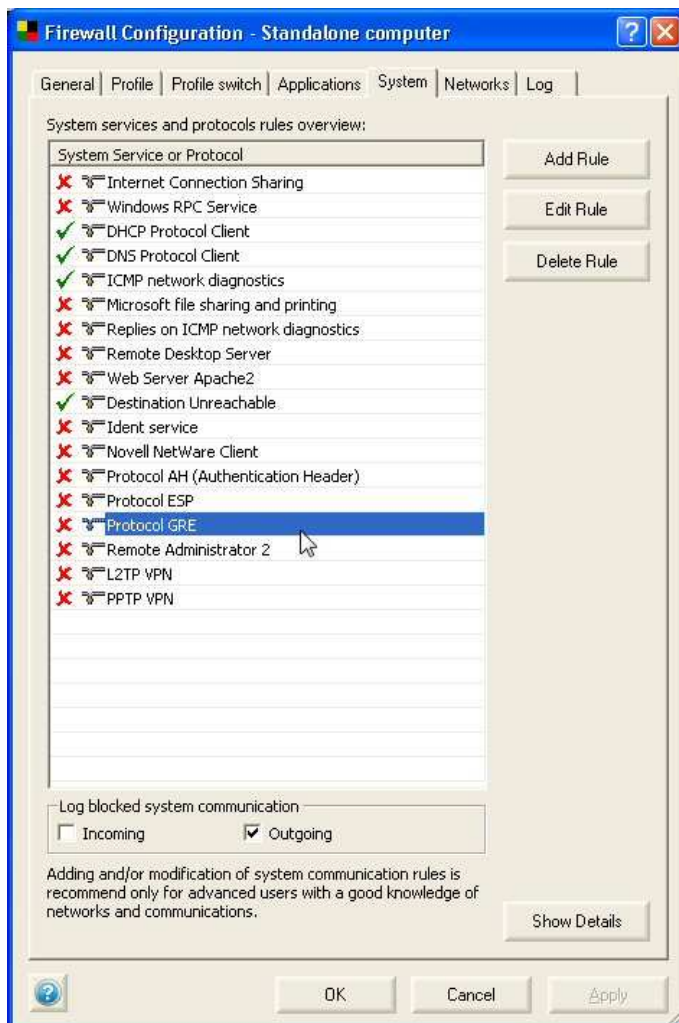 Firewall Configuration - Standalone computer
General Profile Profile switch Applications System Networks Log
System services and protocols rules overview:
System Service or Protocol
Internet Connection Sharing
Windows RPC Service
DHCP Protocol Client
DNS Protocol Client
ICMP network diagnostics
Microsoft file sharing and printing
Replies on ICMP network diagnostics
Remote Desktop Server
Web Server Apache2
Destination Unreachable
Ident service
Novell NetWare Client
Protocol AH (Authentication Header)
Protocol ESP
Protocol GRE
Remote Administrator 2
L2TP VPN
PPTP VPN
Add Rule
Edit Rule
Delete Rule
Log blocked system communication
Incoming Outgoing
Adding and/or modification of system communication rules is
recommend only for advanced users with a good knowledge of
networks and communications.
Show Details
OK Cancel Apply